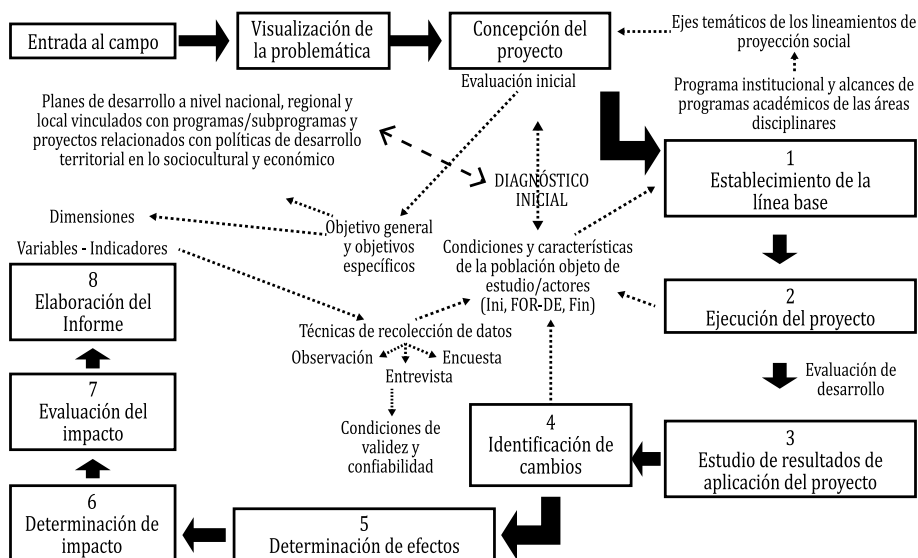 Entrada al campo
Visualización de
la problemática
Concepción del
proyecto
Evaluación inicial
Ejes temáticos de los lineamientos de
proyección social
Programa institucional y alcances de
programas académicos de las áreas
disciplinares
Planes de desarrollo a nivel nacional, regional y
local vinculados con programas/subprogramas y
proyectos relacionados con políticas de desarrollo
territorial en lo sociocultural y económico
DIAGNÓSTICO
INICIAL
1
Establecimiento de la
línea base
Dimensiones
Variables - Indicadores
Objetivo general
y objetivos
específicos
Condiciones y características
de la población objeto de
estudio/actores
(Ini, FOR-DE, Fin)
2
Ejecución del proyecto
8
Elaboración del
Informe
Técnicas de recolección de datos
Observación
Encuesta
Entrevista
Condiciones de
validez y
confiabilidad
Evaluación de
desarrollo
7
Evaluación del
impacto
4
Identificación de
cambios
3
Estudio de resultados de
aplicación del proyecto
6
Determinación de
impacto
5
Determinación de efectos